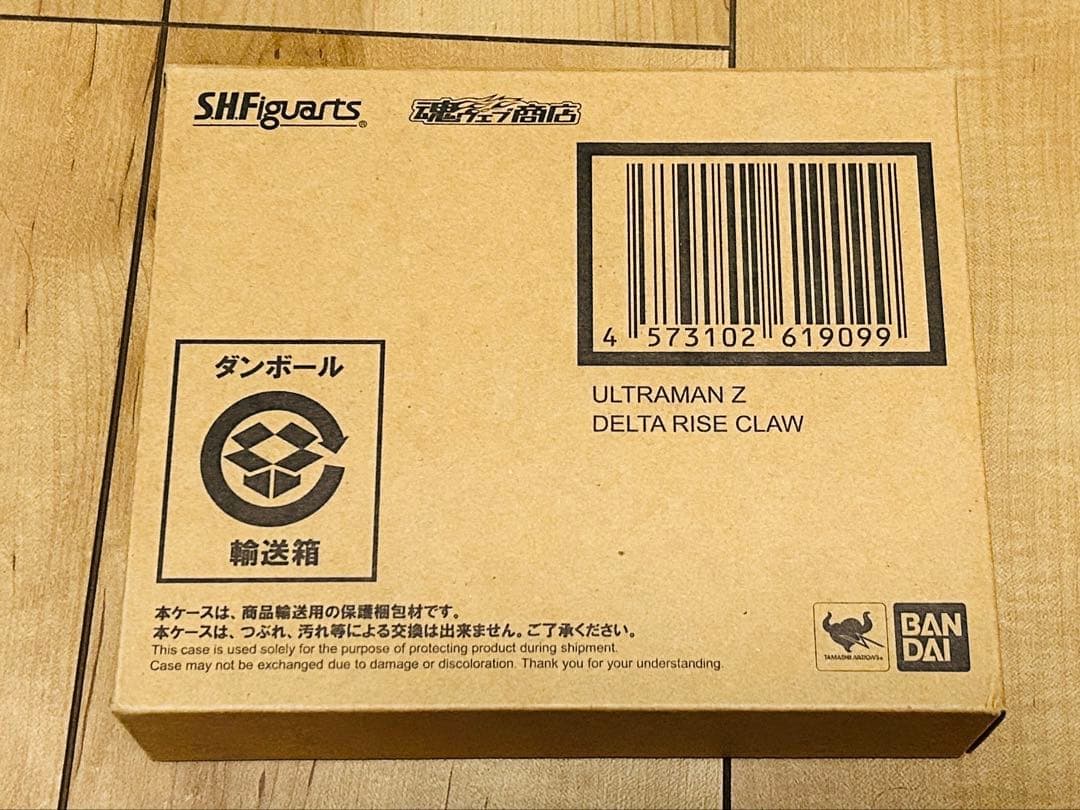 S.H.Figuarts®
魂ウェブ商店
4 573102 619099
ULTRAMAN Z
DELTA RISE CLAW
ダンボール
輸送箱
本ケースは、商品輸送用の保護梱包材です。
本ケースは、つぶれ、汚れ等による交換は出来ません。ご了承ください。
This case is used solely for the purpose of protecting product during shipment.
Case may not be exchanged due to damage or discoloration. Thank you for your understanding.
TAMASHII NATIONS
BAN
DAI